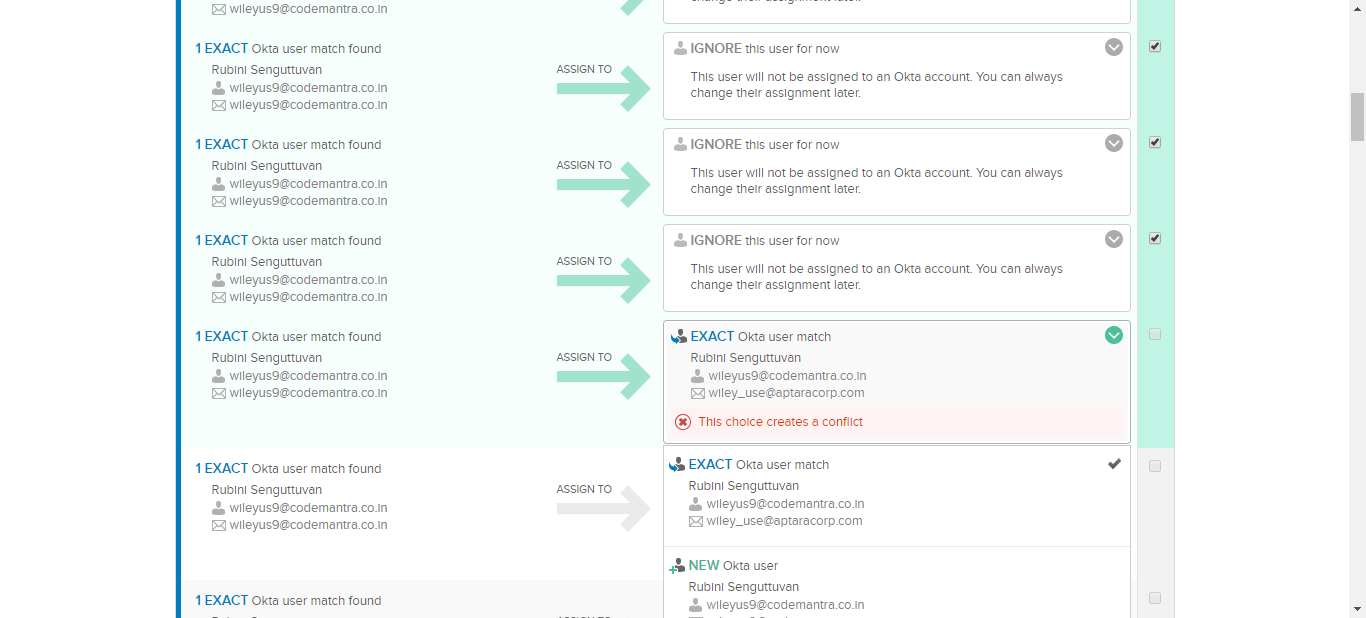 wileyus9@codemantra.co.in
change their assignment later.
1 EXACT Okta user match found
Rubini Senguttuvan
wileyus9@codemantra.co.in
wileyus9@codemantra.co.in
ASSIGN TO
IGNORE this user for now
This user will not be assigned to an Okta account. You can always
change their assignment later.
1 EXACT Okta user match found
Rubini Senguttuvan
wileyus9@codemantra.co.in
wileyus9@codemantra.co.in
ASSIGN TO
IGNORE this user for now
This user will not be assigned to an Okta account. You can always
change their assignment later.
1 EXACT Okta user match found
Rubini Senguttuvan
wileyus9@codemantra.co.in
wileyus9@codemantra.co.in
ASSIGN TO
IGNORE this user for now
This user will not be assigned to an Okta account. You can always
change their assignment later.
1 EXACT Okta user match found
Rubini Senguttuvan
wileyus9@codemantra.co.in
wileyus9@codemantra.co.in
ASSIGN TO
EXACT Okta user match
Rubini Senguttuvan
wileyus9@codemantra.co.in
wiley_use@aptaracorp.com
This choice creates a conflict
1 EXACT Okta user match found
Rubini Senguttuvan
wileyus9@codemantra.co.in
wileyus9@codemantra.co.in
ASSIGN TO
EXACT Okta user match
Rubini Senguttuvan
wileyus9@codemantra.co.in
wiley_use@aptaracorp.com
NEW Okta user
Rubini Senguttuvan
wileyus9@codemantra.co.in
1 EXACT Okta user match found